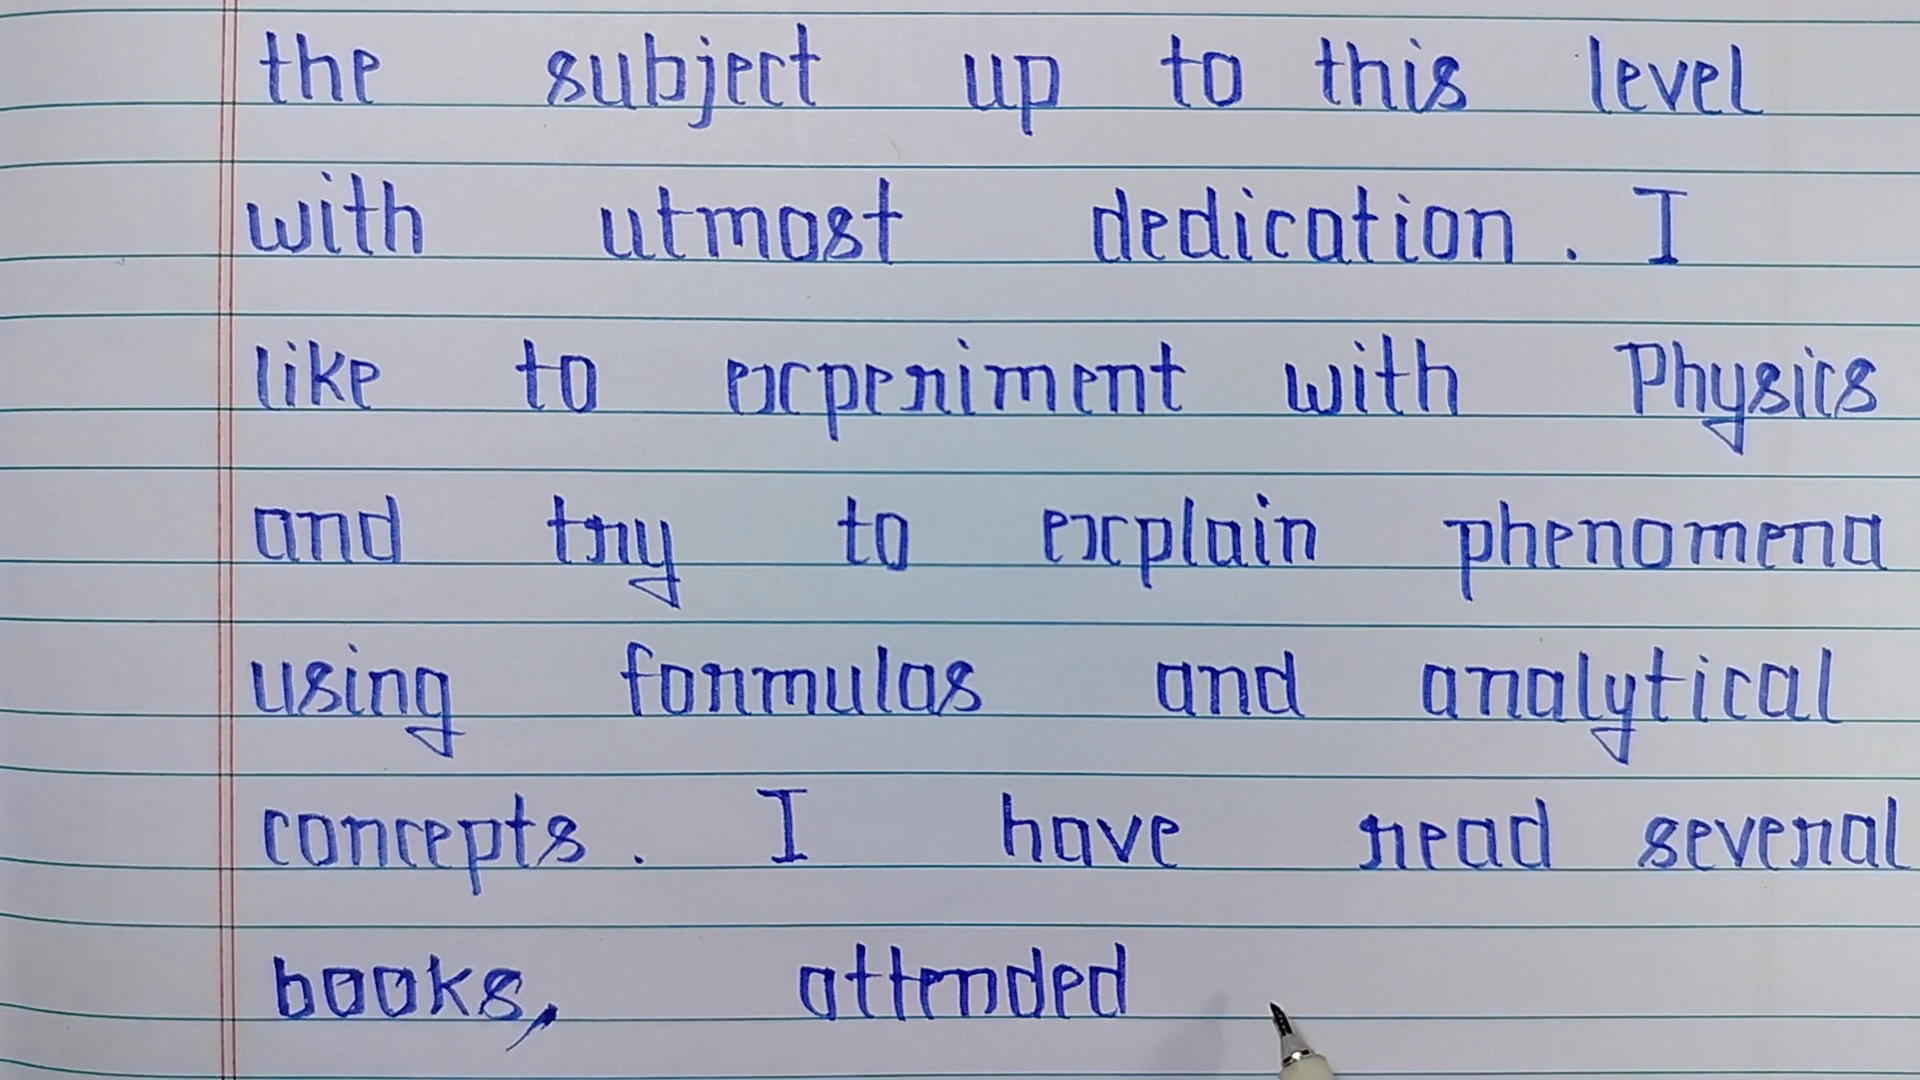 the subject up to this level
with utmost dedication. I
like to experiment with Physics
and try to explain phenomena
using formulas and analytical
concepts. I have read several
books, attended